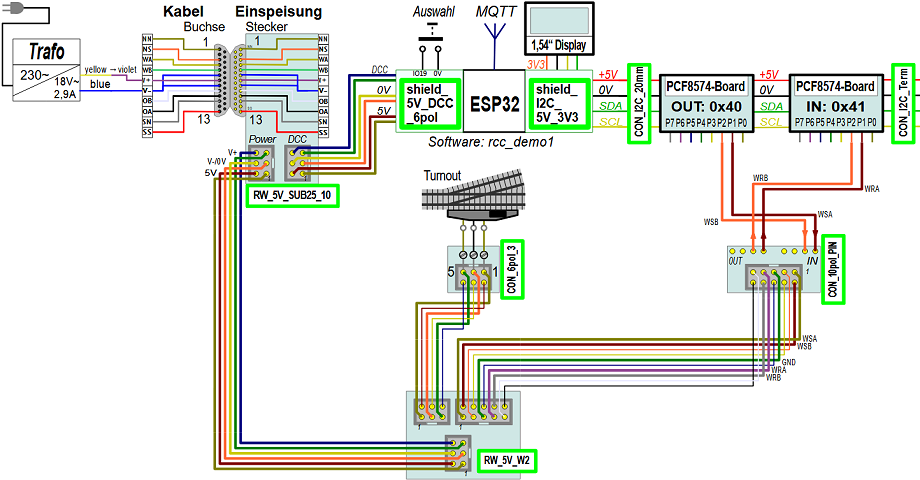 Kabel
Buchse
Einspeisung
Stecker
Trafo
230~
18V~
2,9A
yellow → violet
blue
NN
NS
WA
WB
V+
V-
OB
OA
SN
SS
1
13
1
13
NN
NS
WA
WB
V+
V-
OB
OA
SN
SS
Power
DCC
V+
V-/0V
5V
RW_5V_SUB25_10
Auswahl
MQTT
1,54“ Display
IO19
0V
3V3
DCC
0V
5V
shield_
5V_DCC
_6pol
ESP32
shield_
I2C_
5V_3V3
Software: rcc_demo1
+5V
0V
SDA
SCL
CON_I2C_20mm
PCF8574-Board
OUT: 0x40
P7 P6 P5 P4 P3 P2 P1 P0
+5V
0V
SDA
SCL
PCF8574-Board
IN: 0x41
P7 P6 P5 P4 P3 P2 P1 P0
CON_I2C_Term
Turnout
5
1
CON_6pol_3
WRB
WRA
WSB
WSA
OUT
IN
1
CON_10pol_PIN
WSA
WSB
GND
WRA
WRB
1
1
1
RW_5V_W2